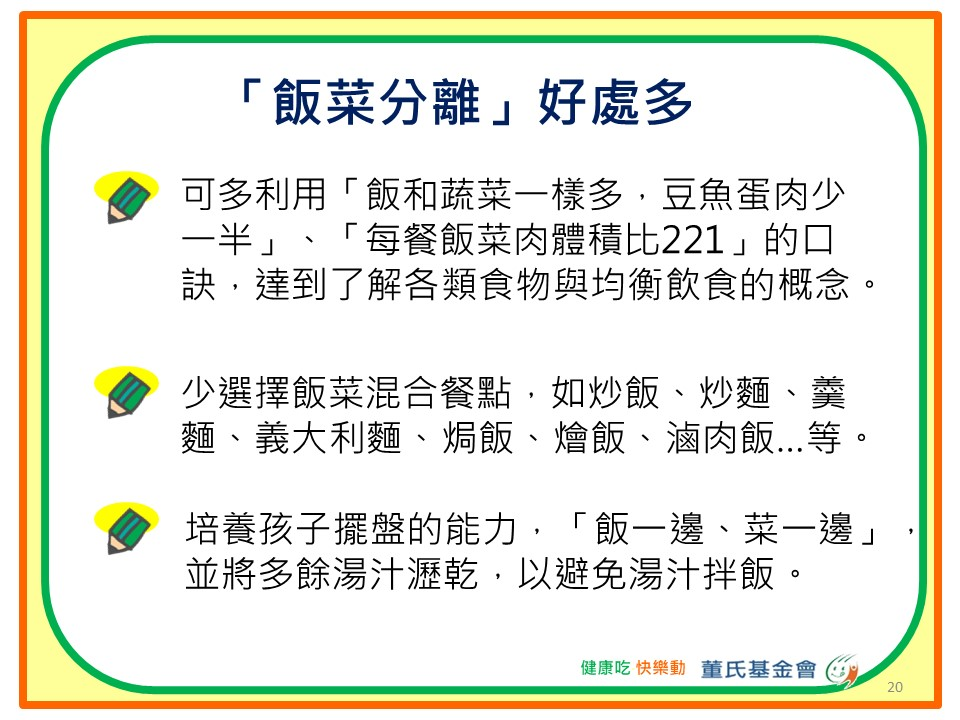 「飯菜分離」好處多
可多利用「飯和蔬菜一樣多，豆魚蛋肉少
一半」、「每餐飯菜肉體積比221」的口
訣，達到了解各類食物與均衡飲食的概念。
少選擇飯菜混合餐點，如炒飯、炒麵、羹
麵、義大利麵、焗飯、燴飯、滷肉飯...等。
培養孩子擺盤的能力，「飯一邊、菜一邊」，
並將多餘湯汁瀝乾，以避免湯汁拌飯。
健康吃 快樂動 董氏基金會
20